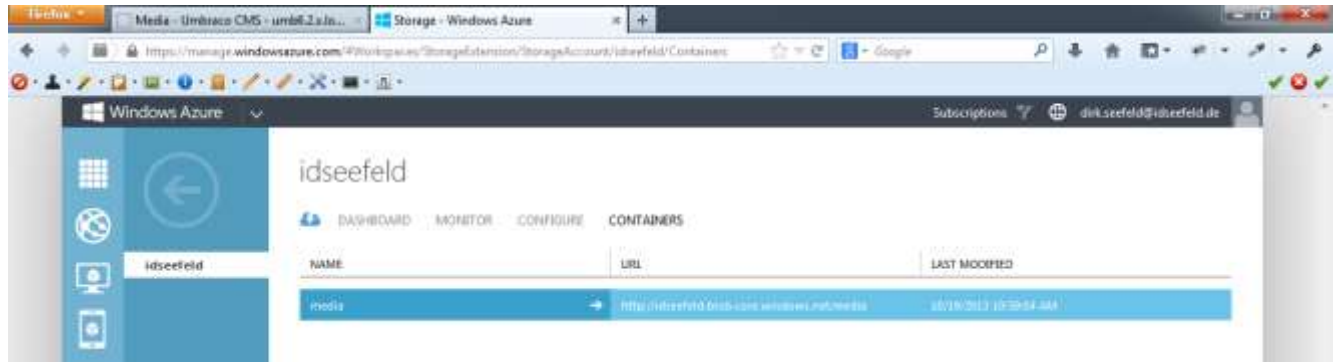 Firefox
Media - Umbraco CMS - umb6.2.x.ln...
Storage - Windows Azure
https://manage.windowsazure.com/#Workspaces/StorageExtension/StorageAccount/idseefeld/Containers
Google
Windows Azure
Subscriptions
dirk.seefeld@idseefeld.de
idseefeld
DASHBOARD MONITOR CONFIGURE CONTAINERS
idseefeld
NAME URL LAST MODIFIED
media http://idseefeld.blob.core.windows.net/media